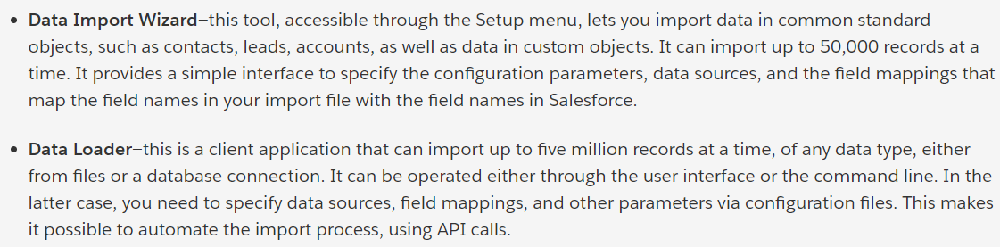 • Data Import Wizard—this tool, accessible through the Setup menu, lets you import data in common standard
objects, such as contacts, leads, accounts, as well as data in custom objects. It can import up to 50,000 records at a
time. It provides a simple interface to specify the configuration parameters, data sources, and the field mappings that
map the field names in your import file with the field names in Salesforce.
• Data Loader—this is a client application that can import up to five million records at a time, of any data type, either
from files or a database connection. It can be operated either through the user interface or the command line. In the
latter case, you need to specify data sources, field mappings, and other parameters via configuration files. This makes
it possible to automate the import process, using API calls.